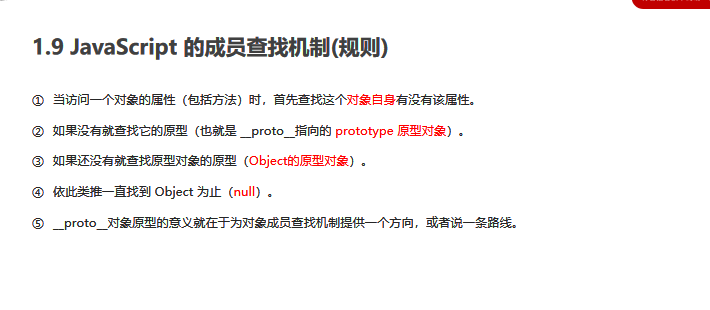 1.9 JavaScript 的成员查找机制(规则)
① 当访问一个对象的属性（包括方法）时，首先查找这个对象自身有没有该属性。
② 如果没有就查找它的原型（也就是 __proto__指向的 prototype 原型对象）。
③ 如果还没有就查找原型对象的原型（Object的原型对象）。
④ 依此类推一直找到 Object 为止（null）。
⑤ __proto__对象原型的意义就在于为对象成员查找机制提供一个方向，或者说一条路线。